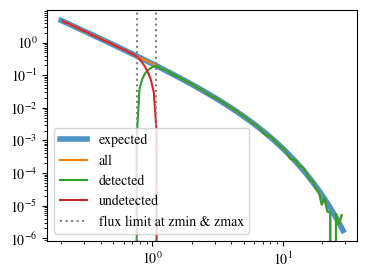 10⁰
10⁻¹
10⁻²
10⁻³
10⁻⁴
10⁻⁵
10⁻⁶
expected
all
detected
undetected
flux limit at zmin & zmax
10⁰
10¹